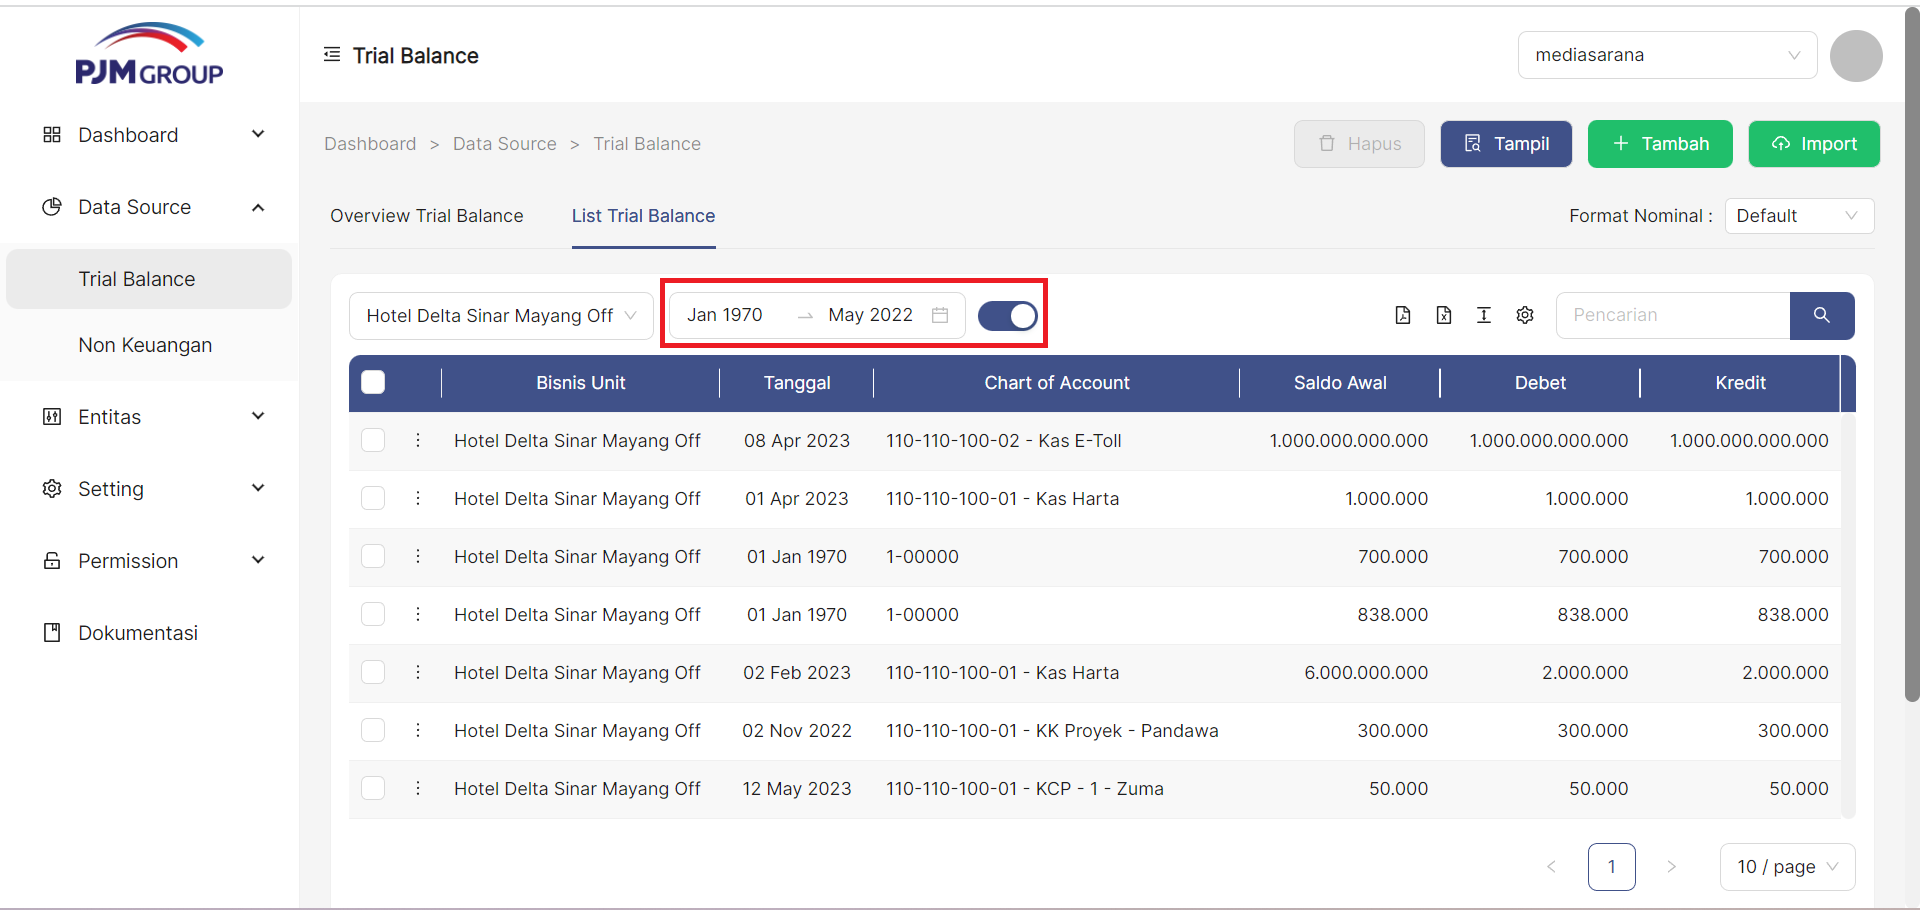 PJM GROUP
Trial Balance
mediasarana
Dashboard
Data Source
Trial Balance
Non Keuangan
Entitas
Setting
Permission
Dokumentasi
Dashboard > Data Source > Trial Balance
Hapus
Tampil
+ Tambah
Import
Overview Trial Balance
List Trial Balance
Format Nominal :
Default
Hotel Delta Sinar Mayang Off
Jan 1970 → May 2022
Pencarian
Bisnis Unit Tanggal Chart of Account Saldo Awal Debet Kredit
Hotel Delta Sinar Mayang Off 08 Apr 2023 110-110-100-02 - Kas E-Toll 1.000.000.000.000 1.000.000.000.000 1.000.000.000.000
Hotel Delta Sinar Mayang Off 01 Apr 2023 110-110-100-01 - Kas Harta 1.000.000 1.000.000 1.000.000
Hotel Delta Sinar Mayang Off 01 Jan 1970 1-00000 700.000 700.000 700.000
Hotel Delta Sinar Mayang Off 01 Jan 1970 1-00000 838.000 838.000 838.000
Hotel Delta Sinar Mayang Off 02 Feb 2023 110-110-100-01 - Kas Harta 6.000.000.000 2.000.000 2.000.000
Hotel Delta Sinar Mayang Off 02 Nov 2022 110-110-100-01 - KK Proyek - Pandawa 300.000 300.000 300.000
Hotel Delta Sinar Mayang Off 12 May 2023 110-110-100-01 - KCP - 1 - Zuma 50.000 50.000 50.000
< 1 > 10 / page